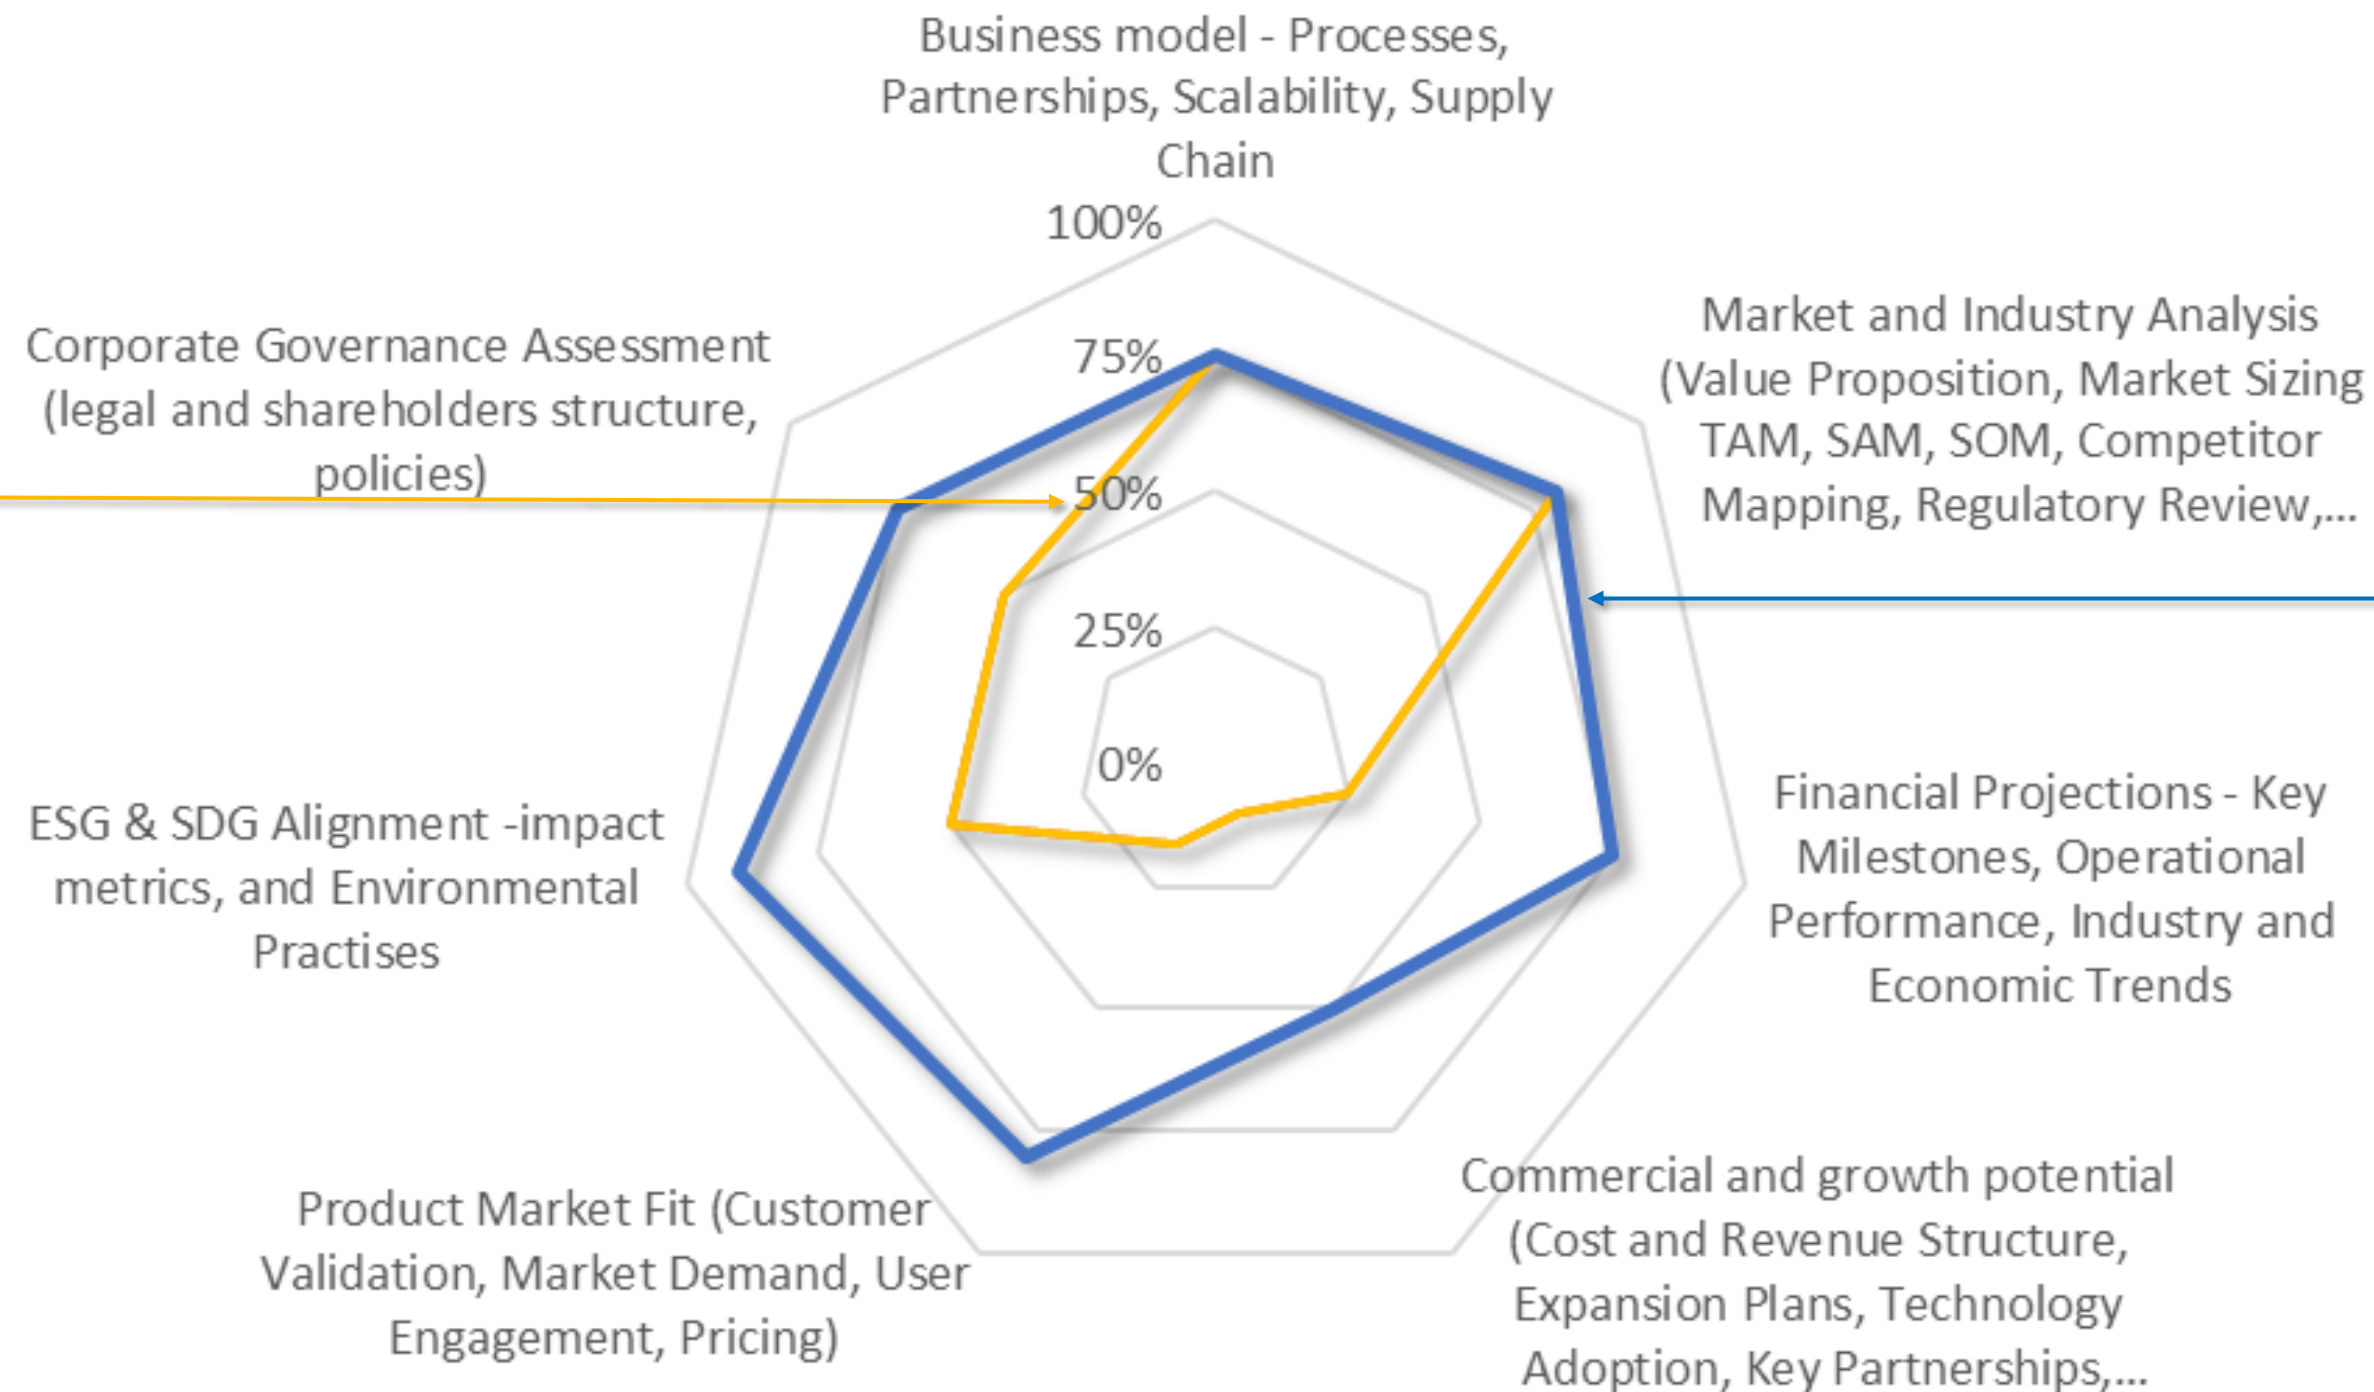 Business model - Processes,
Partnerships, Scalability, Supply
Chain
100%
75%
50%
25%
0%
Market and Industry Analysis
(Value Proposition, Market Sizing
TAM, SAM, SOM, Competitor
Mapping, Regulatory Review,...
Financial Projections - Key
Milestones, Operational
Performance, Industry and
Economic Trends
Commercial and growth potential
(Cost and Revenue Structure,
Expansion Plans, Technology
Adoption, Key Partnerships,...
Product Market Fit (Customer
Validation, Market Demand, User
Engagement, Pricing)
ESG & SDG Alignment -impact
metrics, and Environmental
Practises
Corporate Governance Assessment
(legal and shareholders structure,
policies)